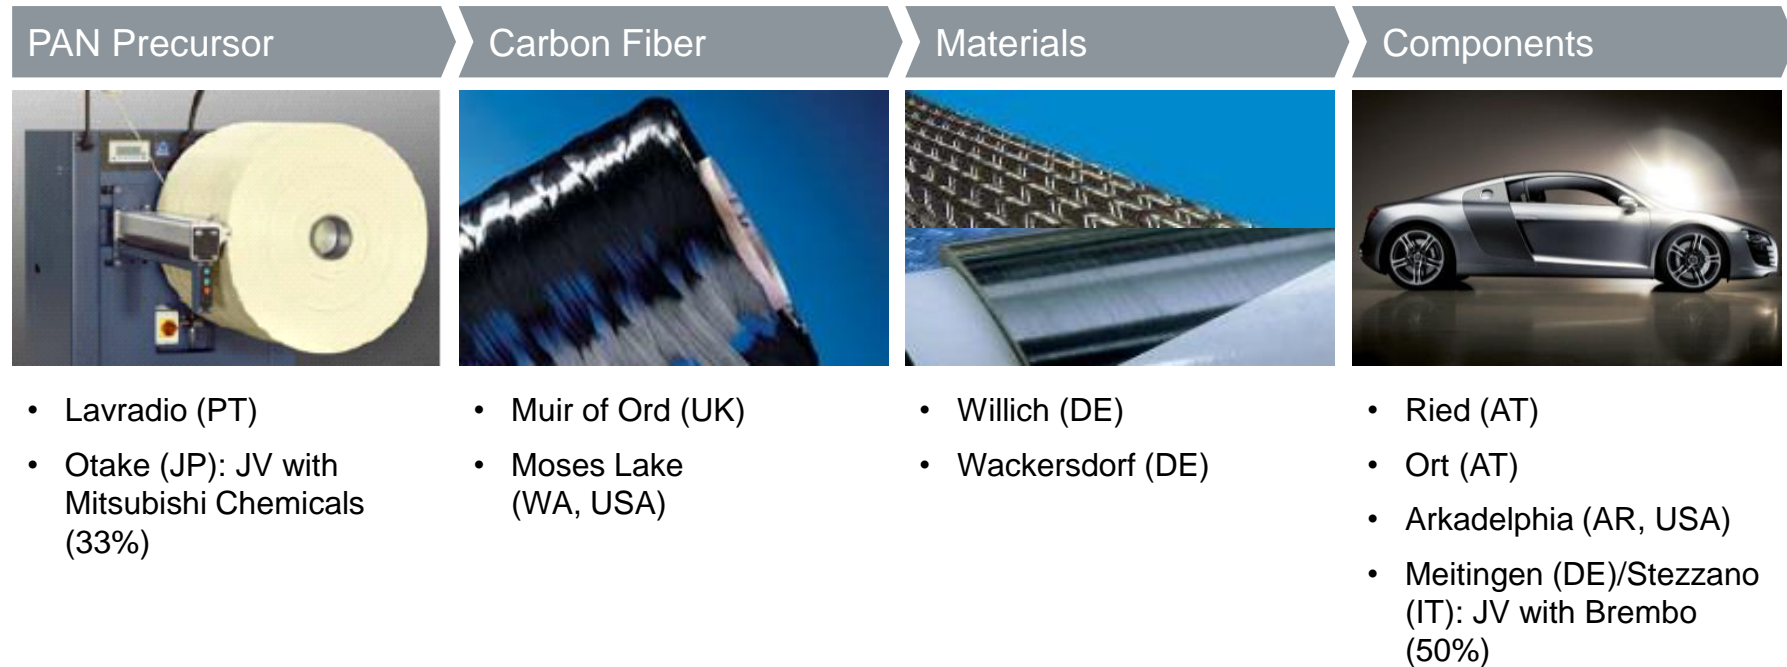 PAN Precursor
Carbon Fiber
Materials
Components
• Lavradio (PT)
• Otake (JP): JV with
Mitsubishi Chemicals
(33%)
• Muir of Ord (UK)
• Moses Lake
(WA, USA)
• Willich (DE)
• Wackersdorf (DE)
• Ried (AT)
• Ort (AT)
• Arkadelphia (AR, USA)
• Meitingen (DE)/Stezzano
(IT): JV with Brembo
(50%)